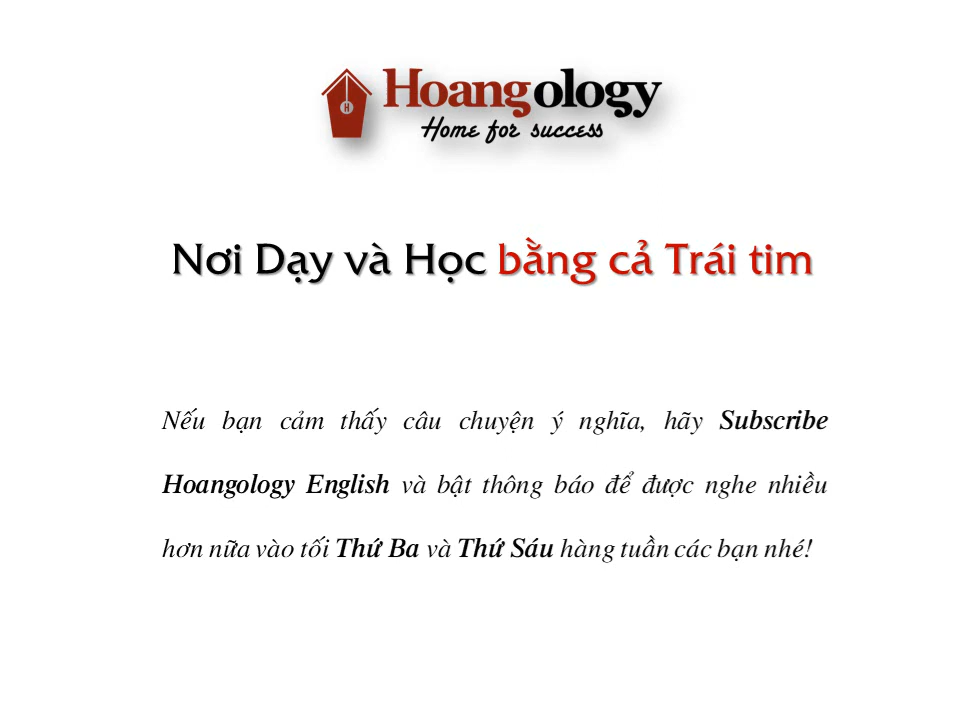 H
Hoangology
Home for success
Nơi Dạy và Học bằng cả Trái tim
Nếu bạn cảm thấy câu chuyện ý nghĩa, hãy Subscribe
Hoangology English và bật thông báo để được nghe nhiều
hơn nữa vào tối Thứ Ba và Thứ Sáu hàng tuần các bạn nhé!